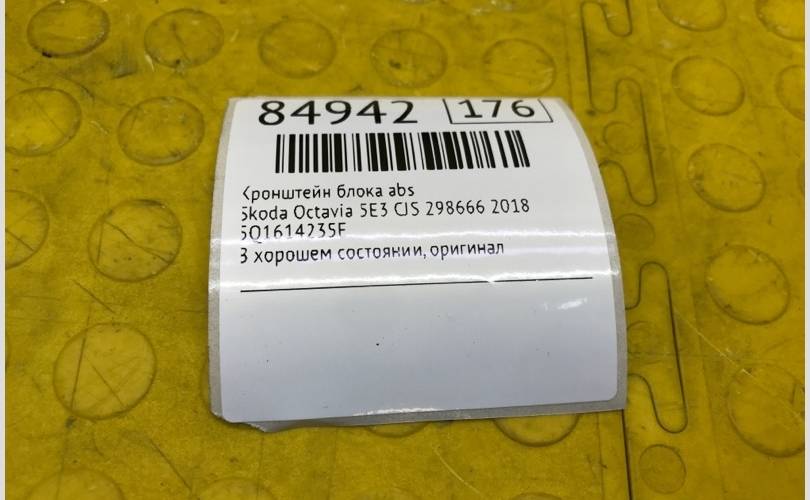 84942 176
Кронштейн блока abs
Skoda Octavia 5E3 CJS 298666 2018
5Q1614235F
В хорошем состоянии, оригинал